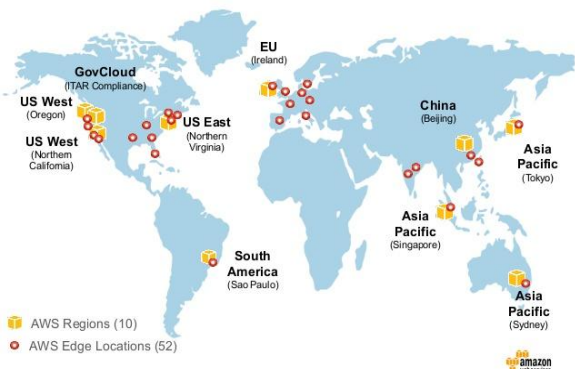 EU
(Ireland)
GovCloud
(ITAR Compliance)
US West
(Oregon)
US East
(Northern
Virginia)
China
(Beijing)
US West
(Northern
California)
Asia
Pacific
(Tokyo)
Asia
Pacific
(Singapore)
South
America
(Sao Paulo)
Asia
Pacific
(Sydney)
AWS Regions (10)
AWS Edge Locations (52)
amazon